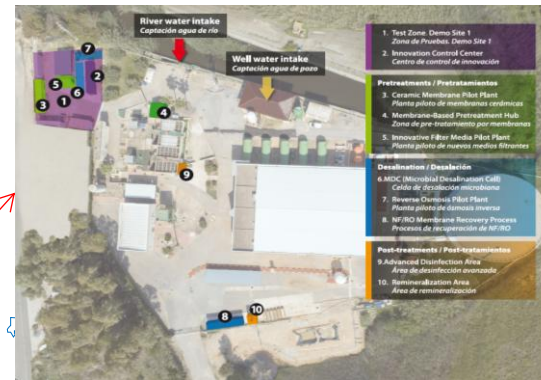 River water intake
Captación agua de río
Well water intake
Captación agua de pozo
7
2
5
6
3
1
4
9
8
10
1. Test Zone. Demo Site 1
Zona de Pruebas. Demo Site 1
2. Innovation Control Center
Centro de control de innovación
Pretreatments / Pretratamientos
3. Ceramic Membrane Pilot Plant
Planta piloto de membranas cerámicas
4. Membrane-Based Pretreatment Hub
Zona de pre-tratamiento por membranas
5. Innovative Filter Media Pilot Plant
Planta piloto de nuevos medios filtrantes
Desalination / Desalación
6.MDC (Microbial Desalination Cell)
Celda de desalación microbiana
7. Reverse Osmosis Pilot Plant
Planta piloto de ósmosis inversa
8. NF/RO Membrane Recovery Process
Procesos de recuperación de NF/RO
Post-treatments / Post-tratamientos
9.Advanced Disinfection Area
Área de desinfección avanzada
10. Remineralization Area
Área de remineralización